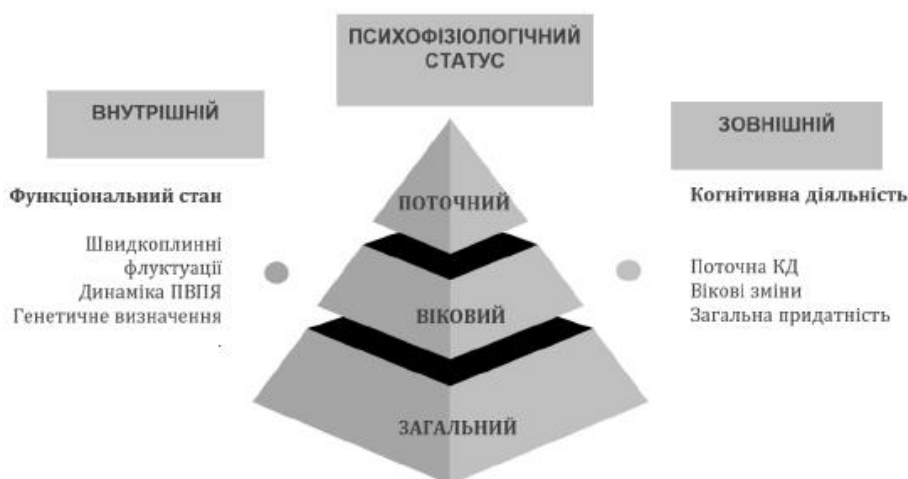 ПСИХОФІЗІОЛОГІЧНИЙ
СТАТУС
ВНУТРІШНІЙ
ЗОВНІШНІЙ
Функціональний стан
Швидкоплинні
флуктуації
Динаміка ПВПЯ
Генетичне визначення
.
ПОТОЧНИЙ
ВІКОВИЙ
ЗАГАЛЬНИЙ
Когнітивна діяльність
Поточна КД
Вікові зміни
Загальна придатність